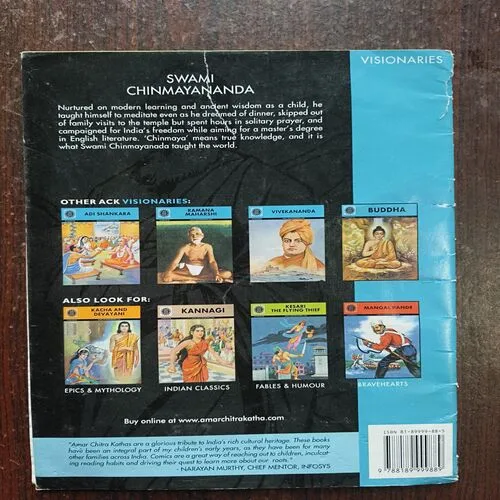 VISIONARIES
SWAMI
CHINMAYANANDA
Nurtured on modern learning and ancient wisdom as a child, he
taught himself to meditate even as he dreamed of dinner, skipped out
of family visits to the temple but spent hours in solitary prayer, and
campaigned for India's freedom while aiming for a master's degree
in English literature. 'Chinmaya' means true knowledge, and it is
what Swami Chinmayanada taught the world.
OTHER ACK VISIONARIES:
ADI SHANKARA
RAMANA
MAHARSHI
VIVEKANANDA
BUDDHA
ALSO LOOK FOR:
KACHA AND
DEVAYANI
KANNAGI
KESARI
THE FLYING THIEF
MANGAL PANDE
EPICS & MYTHOLOGY
INDIAN CLASSICS
FABLES & HUMOUR
BRAVEHEARTS
Buy online at www.amarchitrakatha.com
"Amar Chitra Kathas are a glorious tribute to India's rich cultural heritage. These books
have been an integral part of my children's early years, as they have been for many
other families across India. Comics are a great way of reaching out to children, inculcat-
ing reading habits and driving their quest to learn more about our roots."
- NARAYAN MURTHY, CHIEF MENTOR, INFOSYS
ISBN 81-89999-88-5
9 788189 999889